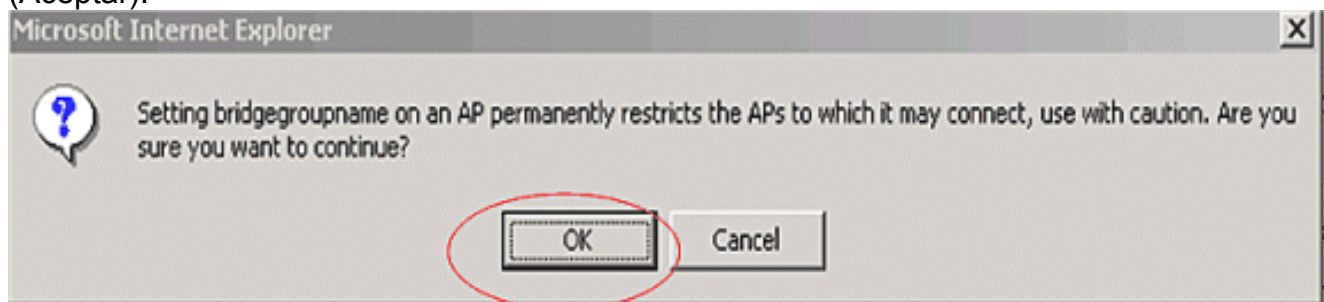 (Aceptar).
Microsoft Internet Explorer
Setting bridgegroupname on an AP permanently restricts the APs to which it may connect, use with caution. Are you
sure you want to continue?
OK
Cancel